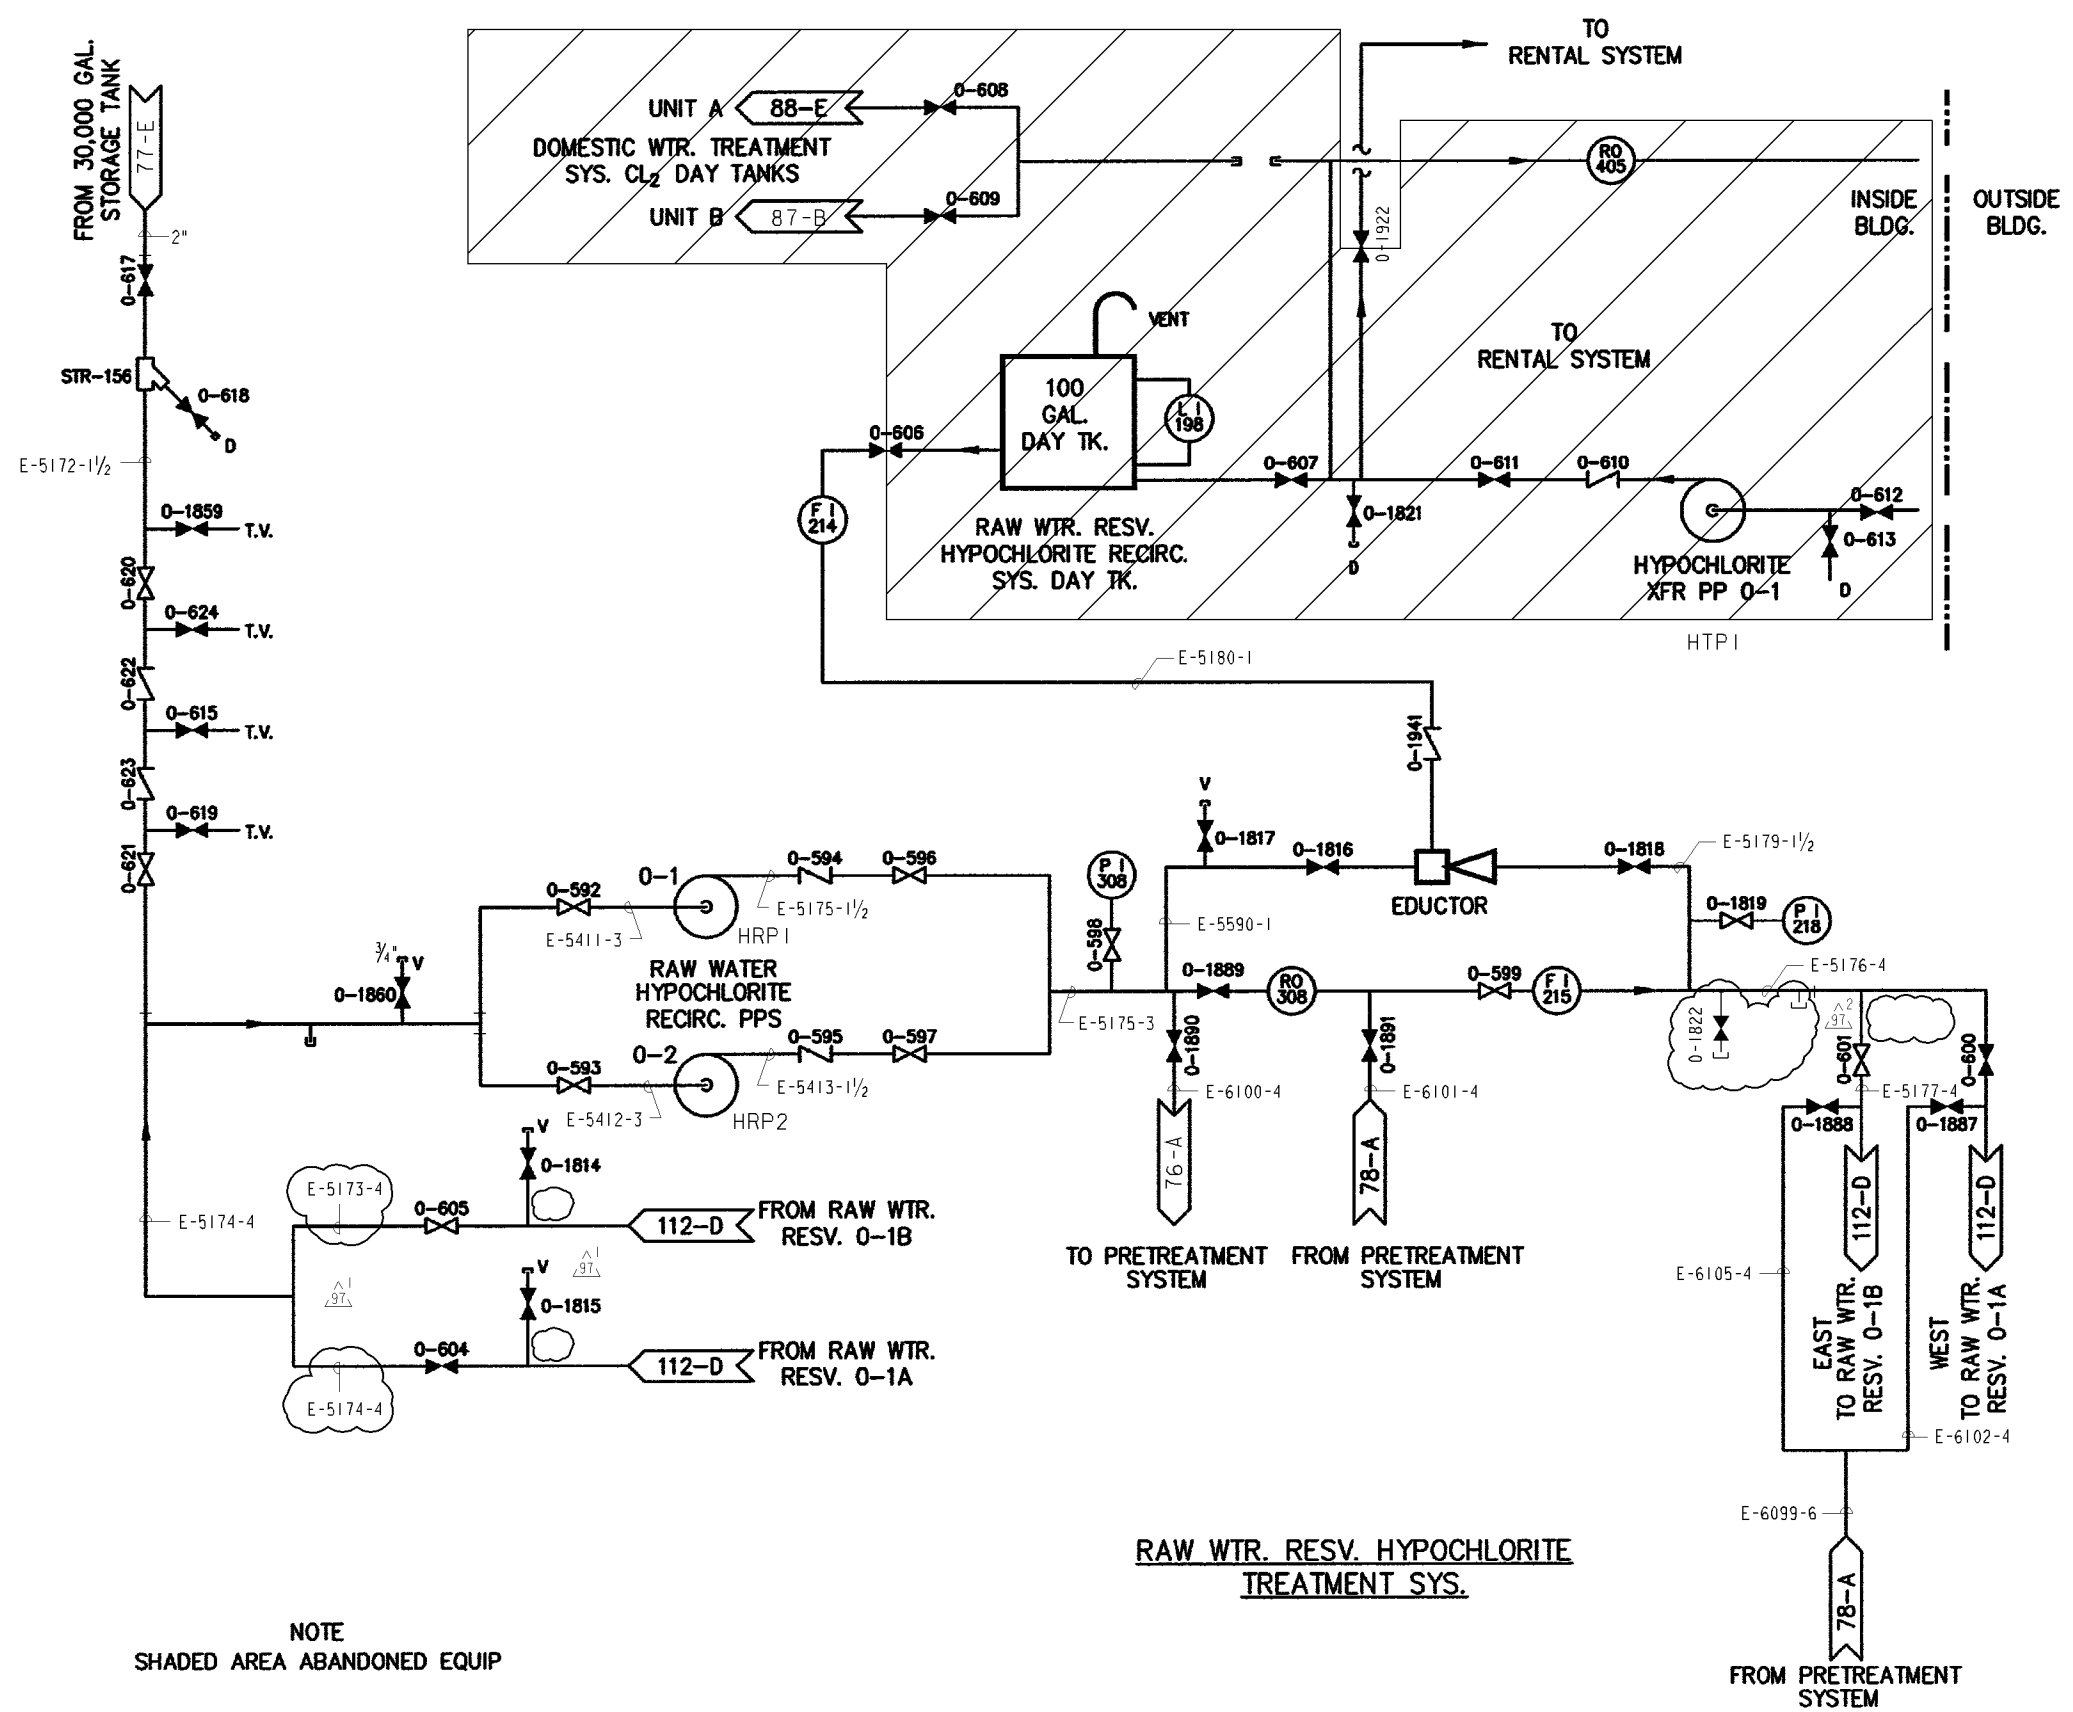 FROM 30,000 GAL.
STORAGE TANK
77-E
2"
0-617
STR-156
0-618
D
E-5172-1½
0-1859
T.V.
0-620
0-624
T.V.
0-622
0-615
T.V.
0-623
0-619
T.V.
0-621
TO
RENTAL SYSTEM
UNIT A
88-E
0-608
DOMESTIC WTR. TREATMENT
SYS. CL2 DAY TANKS
UNIT B
87-B
0-609
RO
405
INSIDE
BLDG.
OUTSIDE
BLDG.
0-1922
VENT
TO
RENTAL SYSTEM
100
GAL.
DAY TK.
LI
198
0-606
FI
214
0-607
0-611
0-610
0-612
0-1821
D
0-613
D
RAW WTR. RESV.
HYPOCHLORITE RECIRC.
SYS. DAY TK.
HYPOCHLORITE
XFR PP 0-1
HTP1
E-5180-1
0-1941
V
0-1817
0-1816
EDUCTOR
0-1818
E-5179-1½
0-1819
PI
218
PI
308
0-598
E-5590-1
0-1
0-592
0-594
0-596
E-5411-3
HRP1
E-5175-1½
RAW WATER
HYPOCHLORITE
RECIRC. PPS
0-2
0-593
0-595
0-597
E-5412-3
HRP2
E-5413-1½
3/4"
V
0-1860
E-5175-3
0-1889
RO
308
0-599
FI
215
E-5176-4
0-1822
2
97
0-601
0-600
0-1890
0-1891
E-6100-4
E-6101-4
E-5177-4
0-1888
0-1887
76-A
78-A
112-D
112-D
TO PRETREATMENT
SYSTEM
FROM PRETREATMENT
SYSTEM
E-6105-4
EAST
TO RAW WTR.
RESV. 0-1B
WEST
TO RAW WTR.
RESV. 0-1A
E-6102-4
E-6099-6
78-A
FROM PRETREATMENT
SYSTEM
E-5174-4
E-5173-4
0-605
V
0-1814
112-D
FROM RAW WTR.
RESV. 0-1B
1
97
1
97
V
0-1815
0-604
E-5174-4
112-D
FROM RAW WTR.
RESV. 0-1A
RAW WTR. RESV. HYPOCHLORITE
TREATMENT SYS.
NOTE
SHADED AREA ABANDONED EQUIP